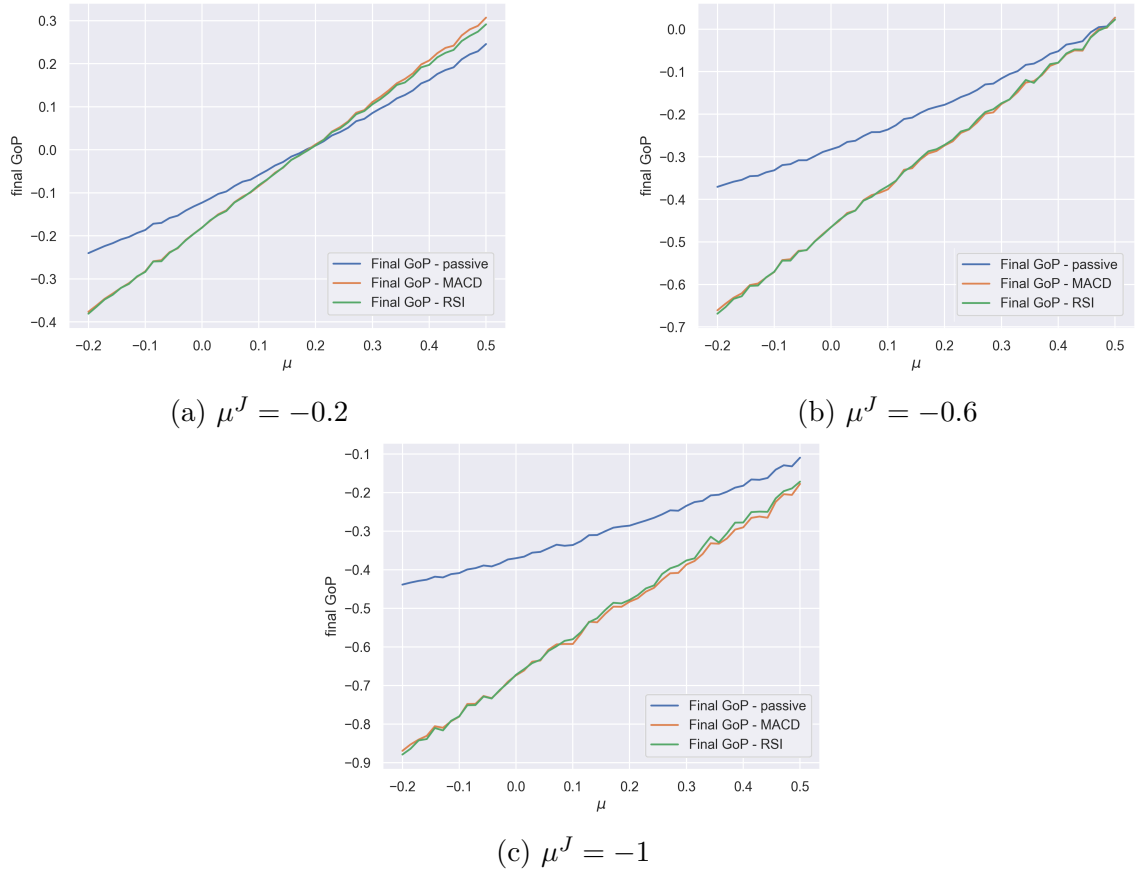 0.3
0.2
0.1
0.0
−0.1
−0.2
−0.3
−0.4
final GoP
Final GoP - passive
Final GoP - MACD
Final GoP - RSI
−0.2 −0.1 0.0 0.1 0.2 0.3 0.4 0.5
μ
(a) μ^J = −0.2
0.0
−0.1
−0.2
−0.3
−0.4
−0.5
−0.6
−0.7
final GoP
Final GoP - passive
Final GoP - MACD
Final GoP - RSI
−0.2 −0.1 0.0 0.1 0.2 0.3 0.4 0.5
μ
(b) μ^J = −0.6
−0.1
−0.2
−0.3
−0.4
−0.5
−0.6
−0.7
−0.8
−0.9
final GoP
Final GoP - passive
Final GoP - MACD
Final GoP - RSI
−0.2 −0.1 0.0 0.1 0.2 0.3 0.4 0.5
μ
(c) μ^J = −1